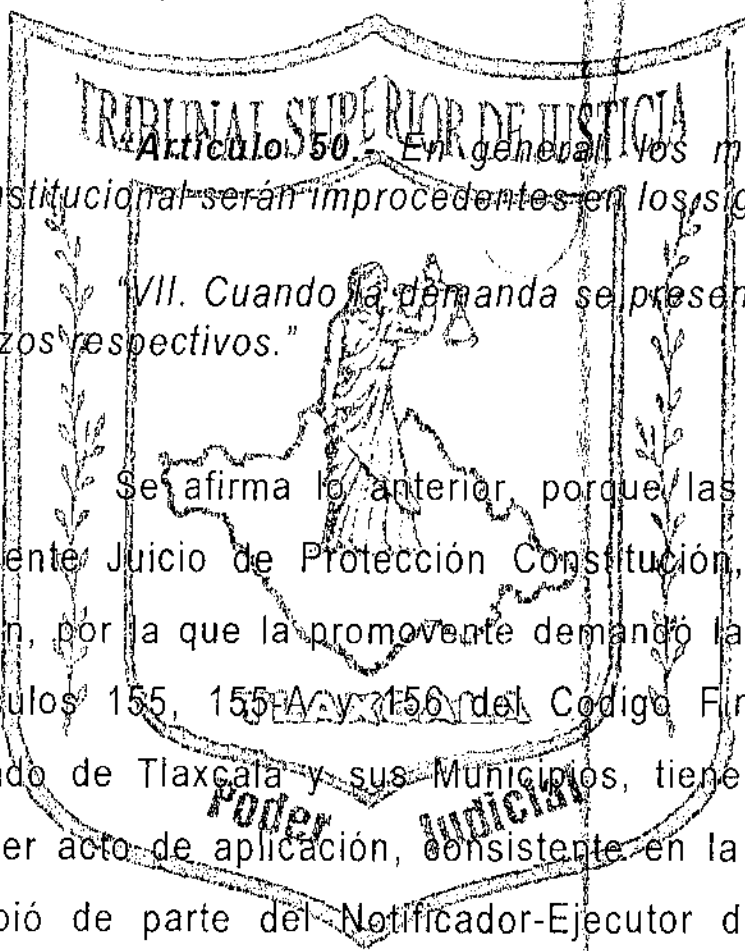 TRIBUNAL SUPERIOR DE JUSTICIA
"Artículo 50.- En general los m
nstitucional serán improcedentes en los sig
"VII. Cuando la demanda se presen
zos respectivos."
Se afirma lo anterior, porque las
ente Juicio de Protección Constitución,
n, por la que la promovente demandó la
ulos 155, 155-A y 156 del Código Fin
do de Tlaxcala y sus Municipios, tiene
er acto de aplicación, consistente en la
bió de parte del Notificador-Ejecutor d
TLAXCALA
Poder Judicial